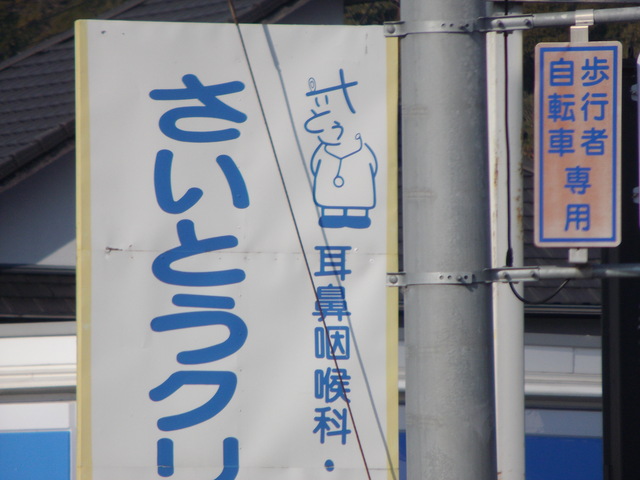 さいとうクリ
さいとう
耳鼻咽喉科・
歩行者
自転車
専用